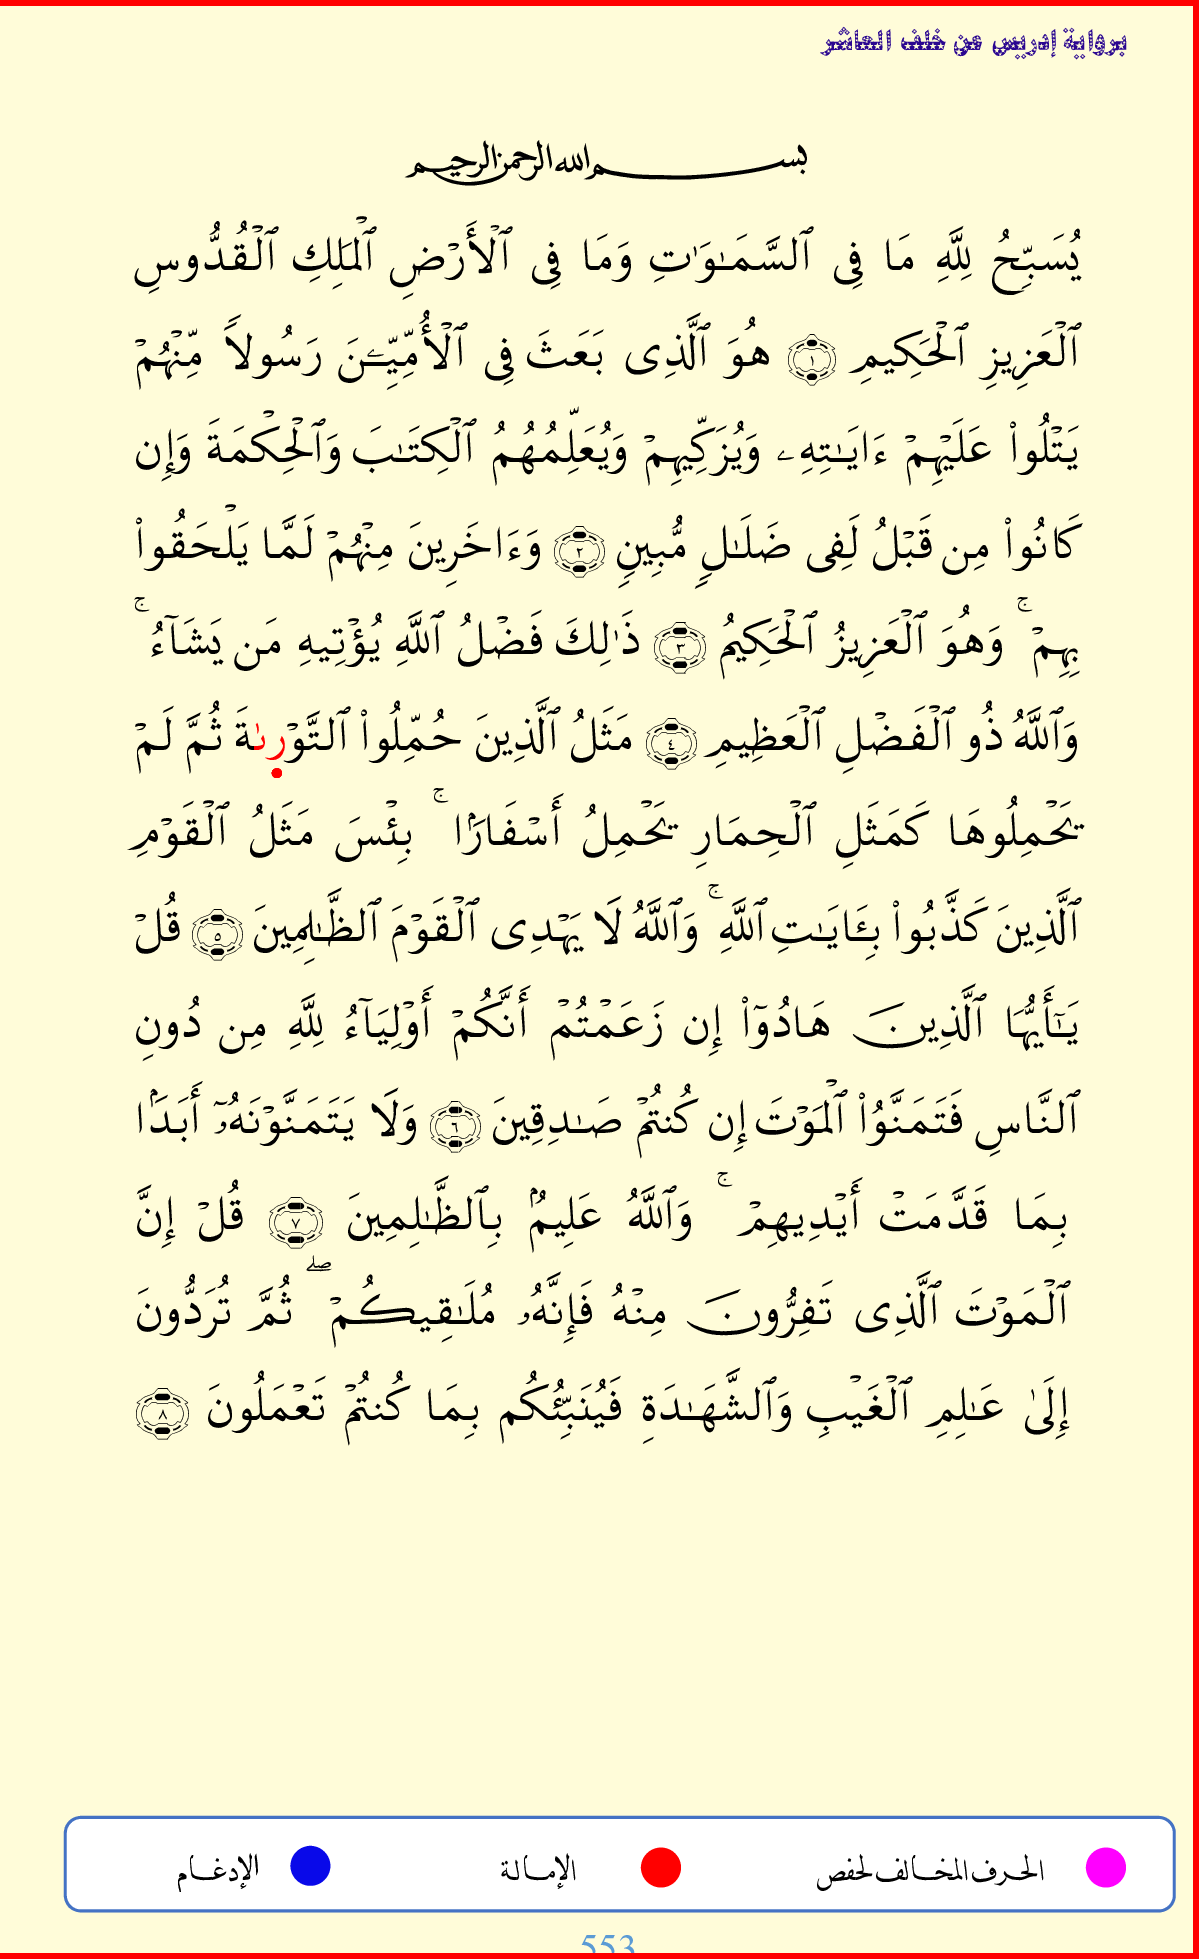 برواية إدريس عن خلف العاشر
بسم الله الرحمن الرحيم
يُسَبِّحُ لِلَّهِ مَا فِى ٱلسَّمَـٰوَٰتِ وَمَا فِى ٱلْأَرْضِ ٱلْمَلِكِ ٱلْقُدُّوسِ
ٱلْعَزِيزِ ٱلْحَكِيمِ ١ هُوَ ٱلَّذِى بَعَثَ فِى ٱلْأُمِّيِّـۧنَ رَسُولًا مِّنْهُمْ
يَتْلُوا۟ عَلَيْهِمْ ءَايَـٰتِهِۦ وَيُزَكِّيهِمْ وَيُعَلِّمُهُمُ ٱلْكِتَـٰبَ وَٱلْحِكْمَةَ وَإِن
كَانُوا۟ مِن قَبْلُ لَفِى ضَلَـٰلٍ مُّبِينٍ ٢ وَءَاخَرِينَ مِنْهُمْ لَمَّا يَلْحَقُوا۟
بِهِمْ ۚ وَهُوَ ٱلْعَزِيزُ ٱلْحَكِيمُ ٣ ذَٰلِكَ فَضْلُ ٱللَّهِ يُؤْتِيهِ مَن يَشَآءُ ۚ
وَٱللَّهُ ذُو ٱلْفَضْلِ ٱلْعَظِيمِ ٤ مَثَلُ ٱلَّذِينَ حُمِّلُوا۟ ٱلتَّوْرىٰةَ ثُمَّ لَمْ
يَحْمِلُوهَا كَمَثَلِ ٱلْحِمَارِ يَحْمِلُ أَسْفَارًۢا ۚ بِئْسَ مَثَلُ ٱلْقَوْمِ
ٱلَّذِينَ كَذَّبُوا۟ بِـَٔايَـٰتِ ٱللَّهِ ۚ وَٱللَّهُ لَا يَهْدِى ٱلْقَوْمَ ٱلظَّـٰلِمِينَ ٥ قُلْ
يَـٰٓأَيُّهَا ٱلَّذِينَ هَادُوٓا۟ إِن زَعَمْتُمْ أَنَّكُمْ أَوْلِيَآءُ لِلَّهِ مِن دُونِ
ٱلنَّاسِ فَتَمَنَّوُا۟ ٱلْمَوْتَ إِن كُنتُمْ صَـٰدِقِينَ ٦ وَلَا يَتَمَنَّوْنَهُۥٓ أَبَدًۢا
بِمَا قَدَّمَتْ أَيْدِيهِمْ ۚ وَٱللَّهُ عَلِيمٌۢ بِٱلظَّـٰلِمِينَ ٧ قُلْ إِنَّ
ٱلْمَوْتَ ٱلَّذِى تَفِرُّونَ مِنْهُ فَإِنَّهُۥ مُلَـٰقِيكُمْ ۖ ثُمَّ تُرَدُّونَ
إِلَىٰ عَـٰلِمِ ٱلْغَيْبِ وَٱلشَّهَـٰدَةِ فَيُنَبِّئُكُم بِمَا كُنتُمْ تَعْمَلُونَ ٨
الحرف المخالف لحفص الإمالة الإدغام
553